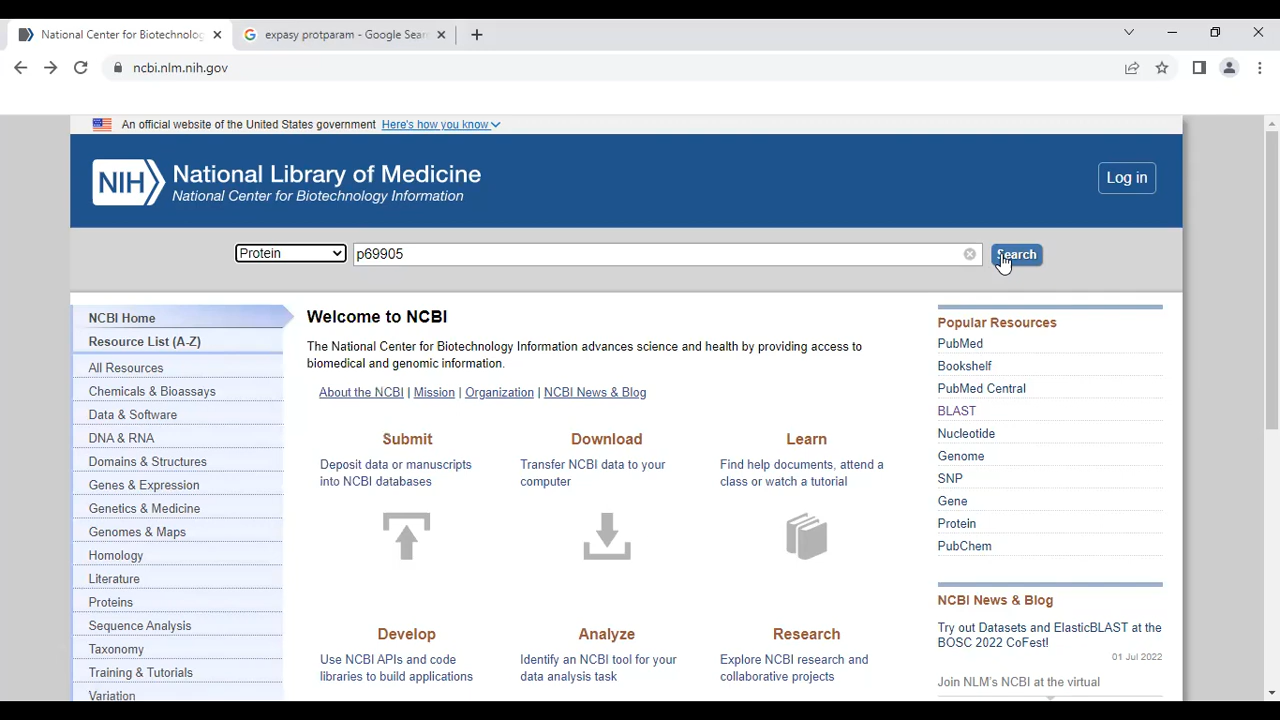 National Center for Biotechnolog
expasy protparam - Google Sear
ncbi.nlm.nih.gov
An official website of the United States government Here's how you know
NIH National Library of Medicine
National Center for Biotechnology Information
Log in
Protein p69905 Search
NCBI Home
Resource List (A-Z)
All Resources
Chemicals & Bioassays
Data & Software
DNA & RNA
Domains & Structures
Genes & Expression
Genetics & Medicine
Genomes & Maps
Homology
Literature
Proteins
Sequence Analysis
Taxonomy
Training & Tutorials
Variation
Welcome to NCBI
The National Center for Biotechnology Information advances science and health by providing access to
biomedical and genomic information.
About the NCBI | Mission | Organization | NCBI News & Blog
Submit
Deposit data or manuscripts
into NCBI databases
Download
Transfer NCBI data to your
computer
Learn
Find help documents, attend a
class or watch a tutorial
Develop
Use NCBI APIs and code
libraries to build applications
Analyze
Identify an NCBI tool for your
data analysis task
Research
Explore NCBI research and
collaborative projects
Popular Resources
PubMed
Bookshelf
PubMed Central
BLAST
Nucleotide
Genome
SNP
Gene
Protein
PubChem
NCBI News & Blog
Try out Datasets and ElasticBLAST at the
BOSC 2022 CoFest!
01 Jul 2022
Join NLM's NCBI at the virtual